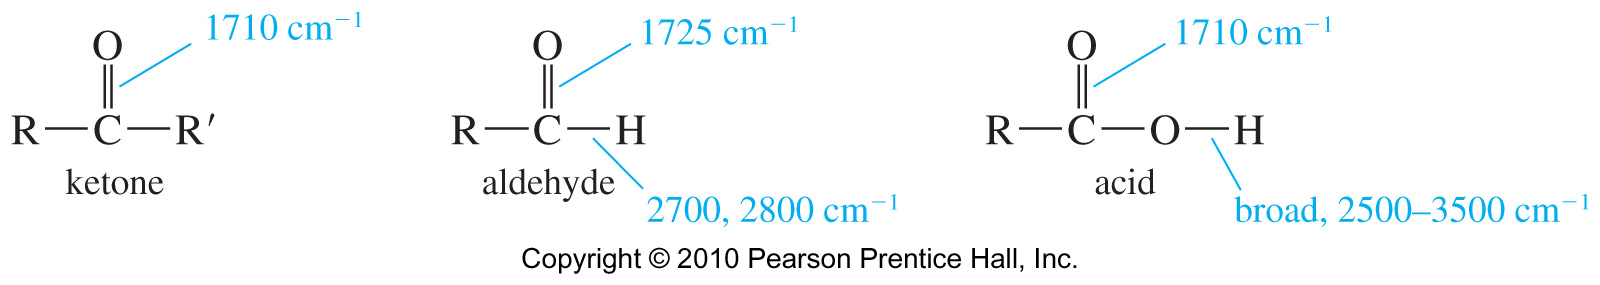 1710 cm⁻¹
O
R—C—R′
ketone
1725 cm⁻¹
O
R—C—H
aldehyde
2700, 2800 cm⁻¹
1710 cm⁻¹
O
R—C—O—H
acid
broad, 2500–3500 cm⁻¹
Copyright © 2010 Pearson Prentice Hall, Inc.